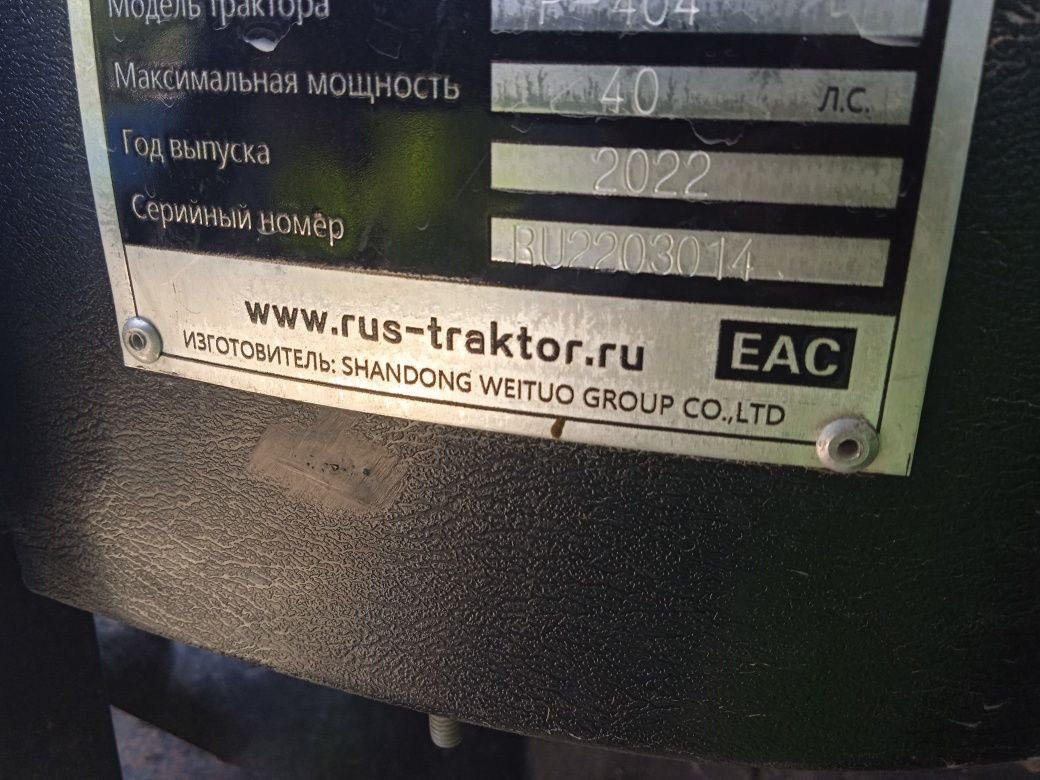 Модель трактора Р-404
Максимальная мощность 40 л.с.
Год выпуска 2022
Серийный номер RU2203014
www.rus-traktor.ru
EAC
ИЗГОТОВИТЕЛЬ: SHANDONG WEITUO GROUP CO.,LTD